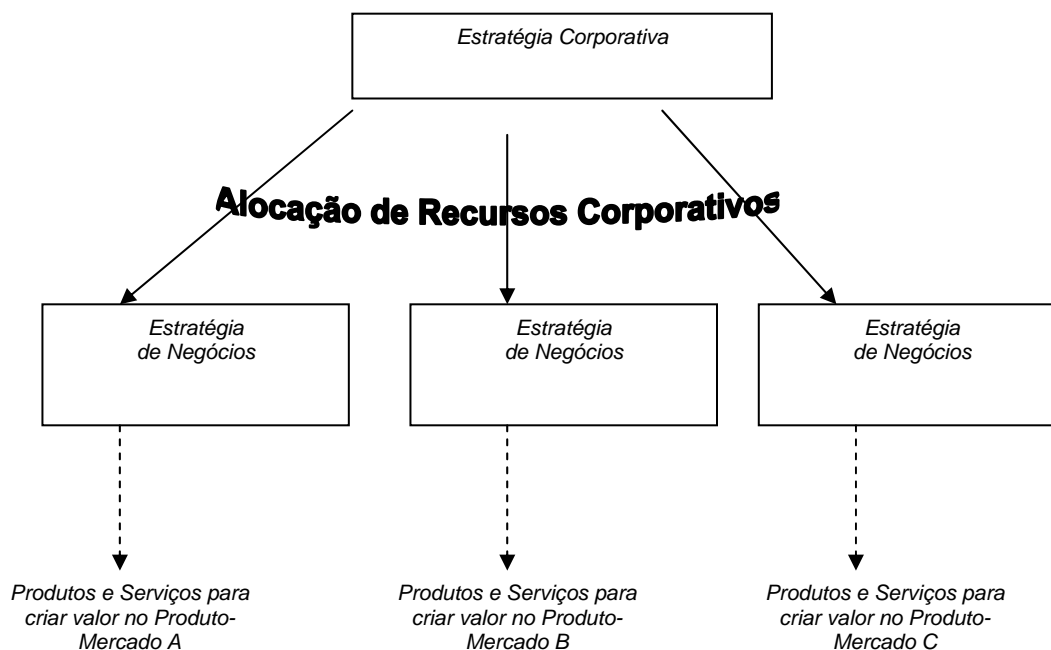 Estratégia Corporativa
Alocação de Recursos Corporativos
Estratégia
de Negócios
Estratégia
de Negócios
Estratégia
de Negócios
Produtos e Serviços para
criar valor no Produto-
Mercado A
Produtos e Serviços para
criar valor no Produto-
Mercado B
Produtos e Serviços para
criar valor no Produto-
Mercado C